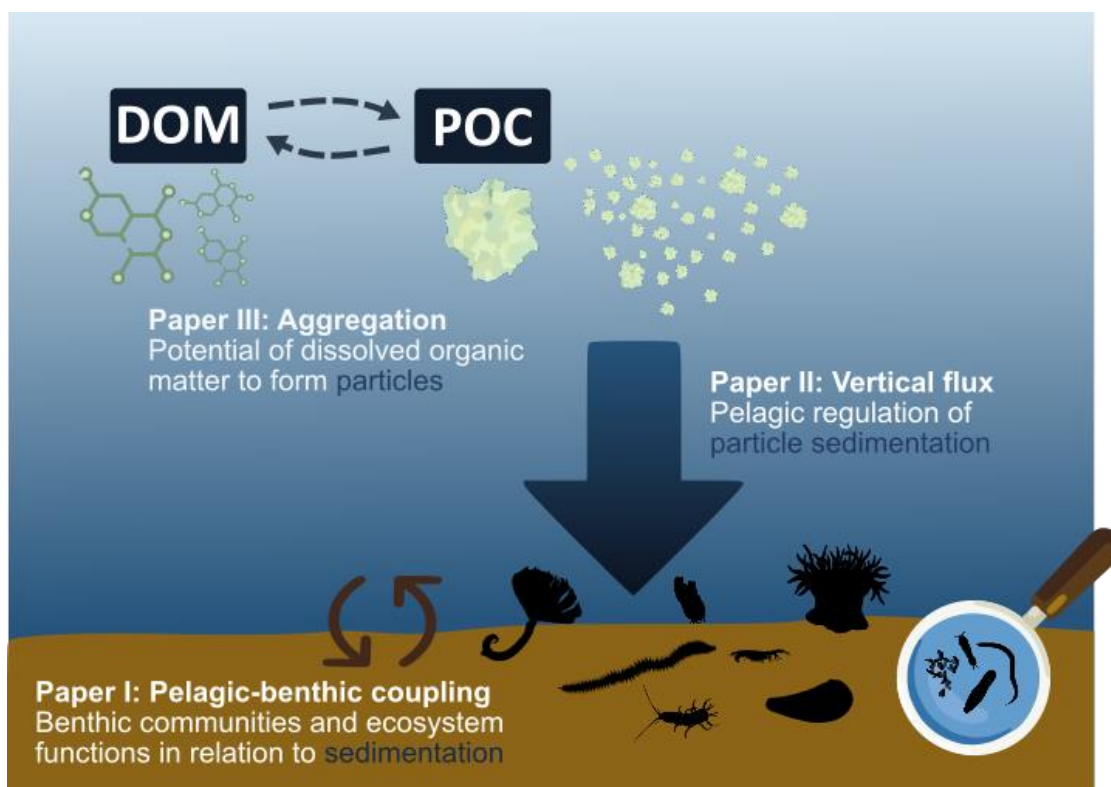 DOM
POC
Paper III: Aggregation
Potential of dissolved organic
matter to form particles
Paper II: Vertical flux
Pelagic regulation of
particle sedimentation
Paper I: Pelagic-benthic coupling
Benthic communities and ecosystem
functions in relation to sedimentation